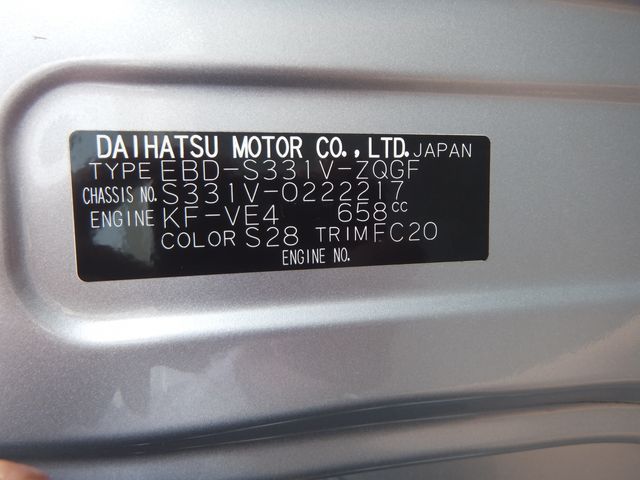 DAIHATSU MOTOR CO.,LTD. JAPAN
TYPE EBD-S331V-ZQGF
CHASSIS NO. S331V-0222217
ENGINE KF-VE4 658cc
COLOR S28 TRIM FC20
ENGINE NO.